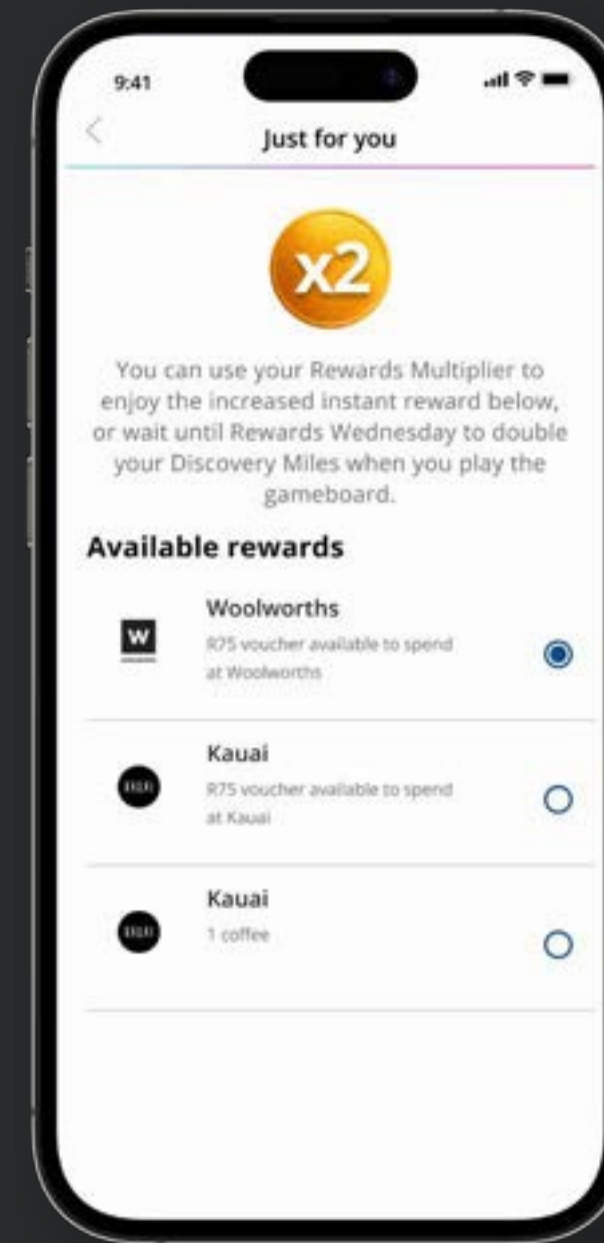 9:41
Just for you
x2
You can use your Rewards Multiplier to
enjoy the increased instant reward below,
or wait until Rewards Wednesday to double
your Discovery Miles when you play the
gameboard.
Available rewards
W
Woolworths
R75 voucher available to spend
at Woolworths
Kauai
R75 voucher available to spend
at Kauai
Kauai
1 coffee